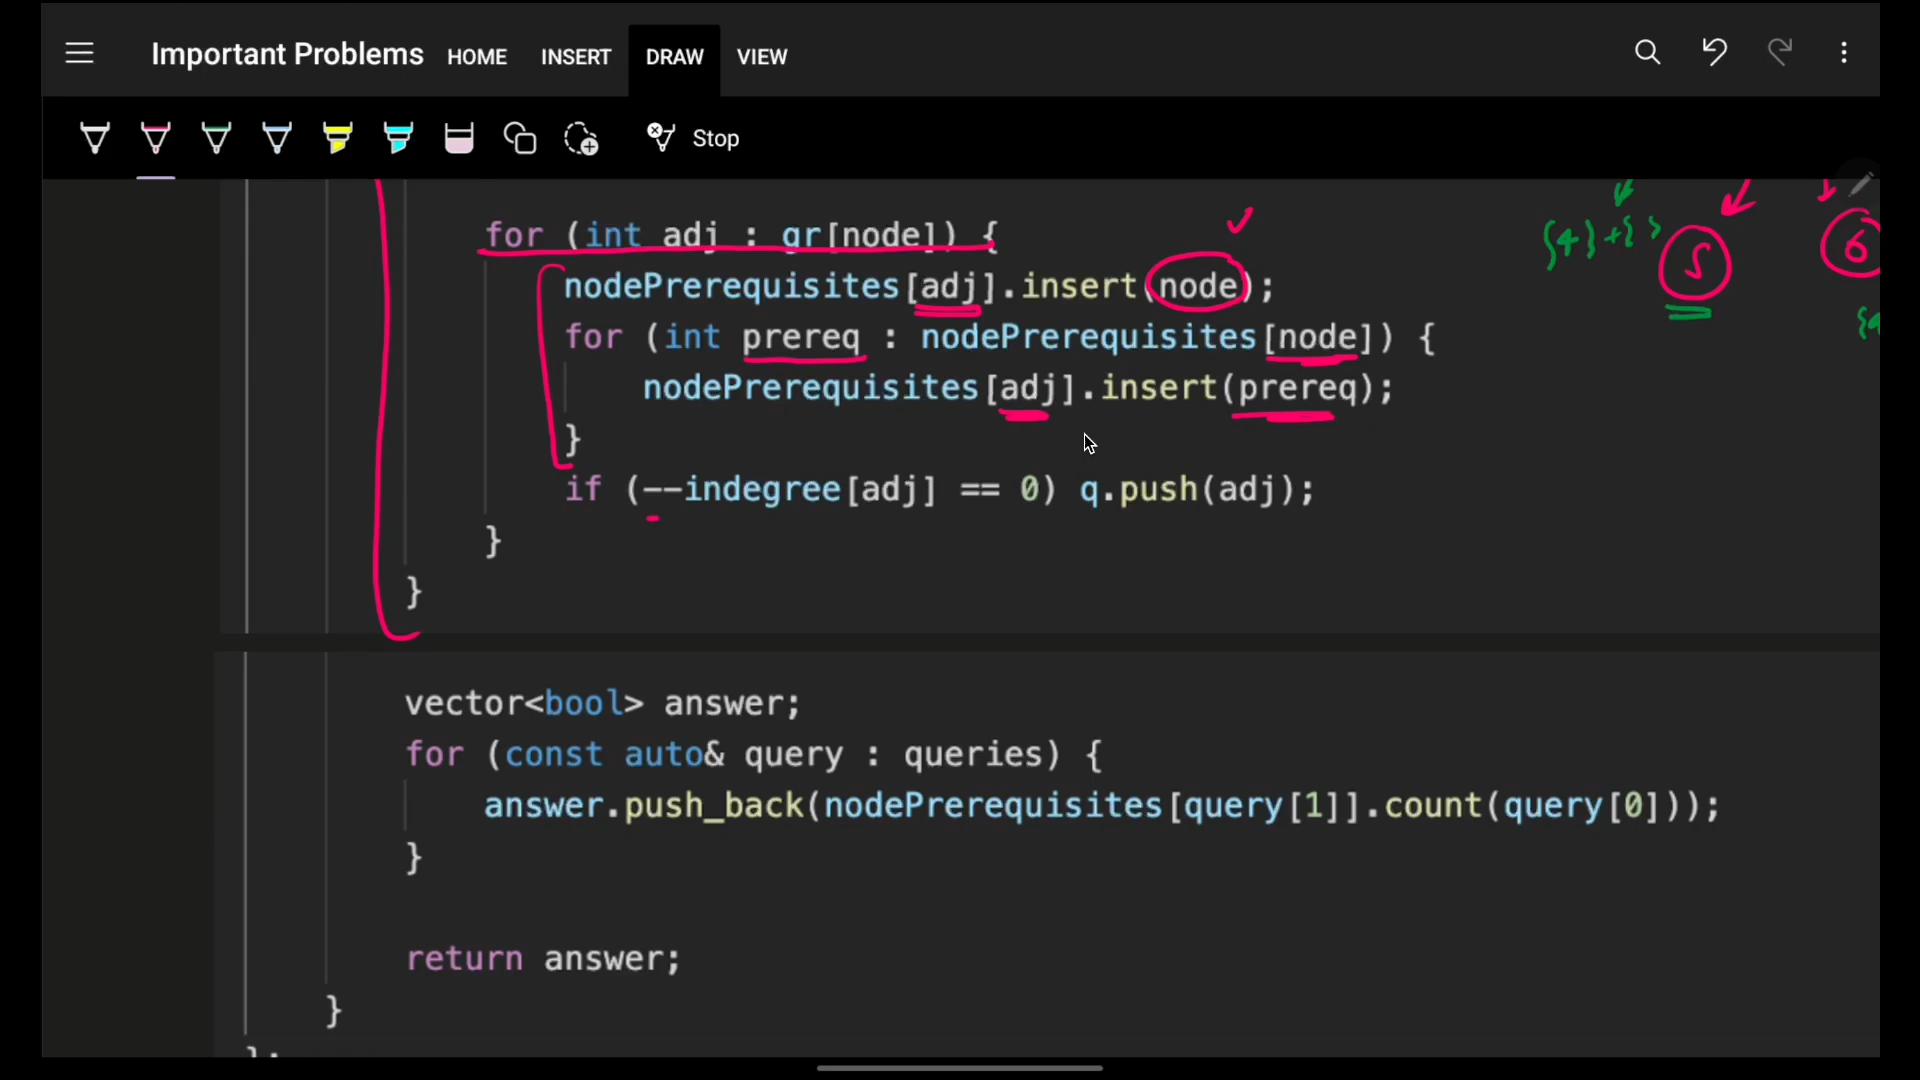 Important Problems HOME INSERT DRAW VIEW
Stop
for (int adj : gr[node]) {
nodePrerequisites[adj].insert(node);
for (int prereq : nodePrerequisites[node]) {
nodePrerequisites[adj].insert(prereq);
}
if (--indegree[adj] == 0) q.push(adj);
}
}
{4}+{}
5
6
vector<bool> answer;
for (const auto& query : queries) {
answer.push_back(nodePrerequisites[query[1]].count(query[0]));
}
return answer;
}